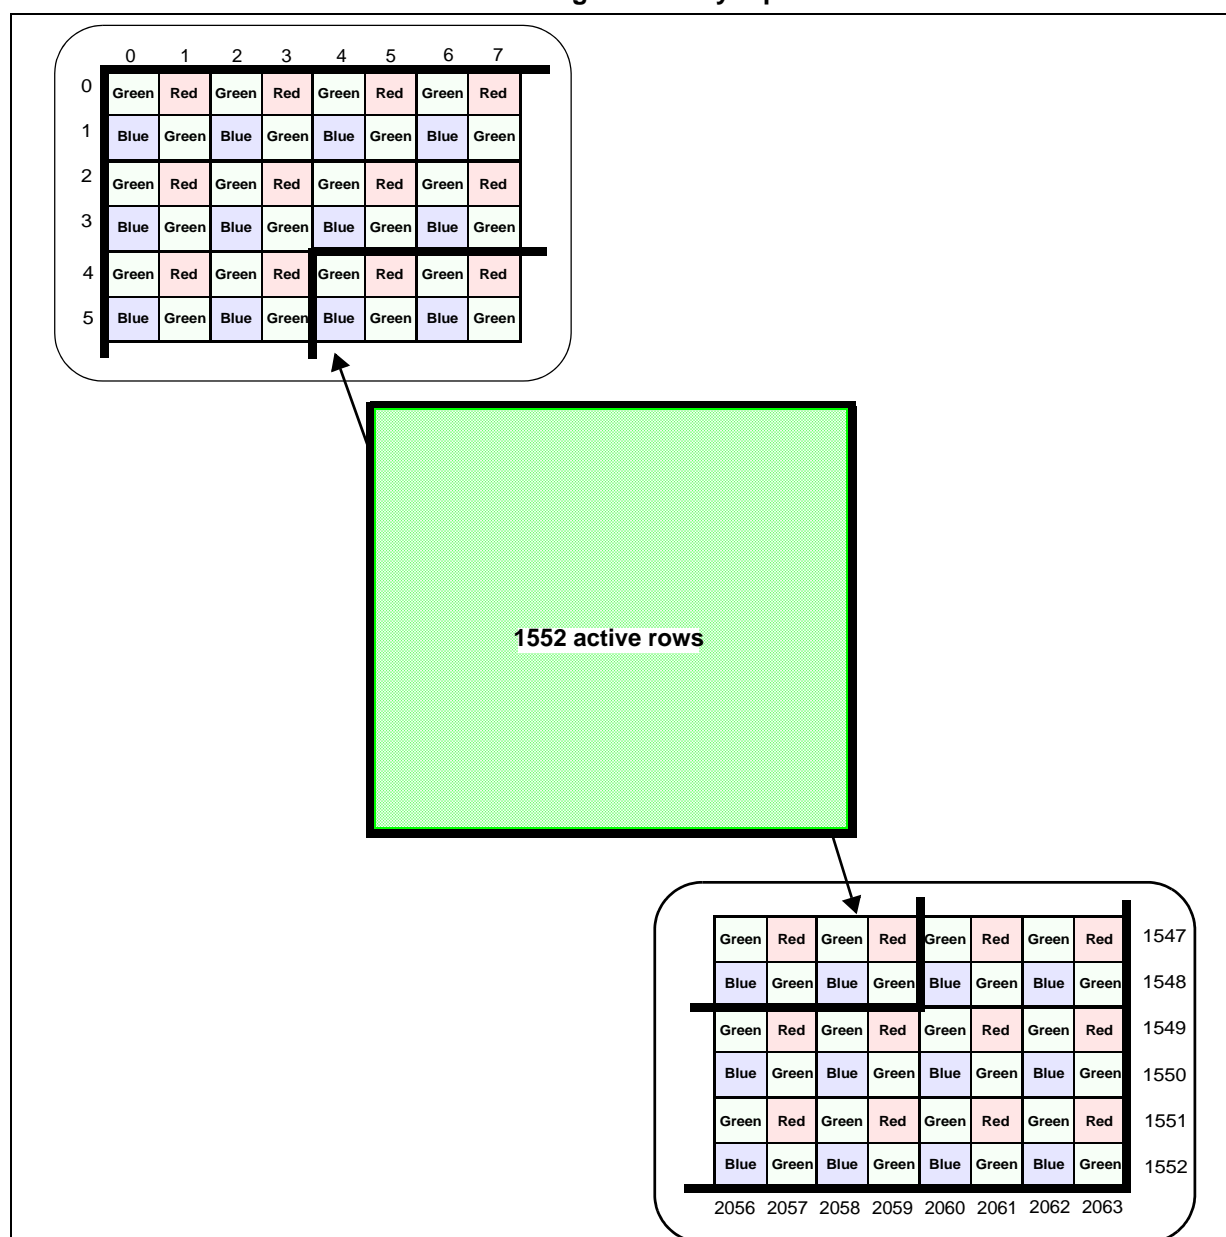 0 1 2 3 4 5 6 7
0 Green Red Green Red Green Red Green Red
1 Blue Green Blue Green Blue Green Blue Green
2 Green Red Green Red Green Red Green Red
3 Blue Green Blue Green Blue Green Blue Green
4 Green Red Green Red Green Red Green Red
5 Blue Green Blue Green Blue Green Blue Green
1552 active rows
Green Red Green Red Green Red Green Red 1547
Blue Green Blue Green Blue Green Blue Green 1548
Green Red Green Red Green Red Green Red 1549
Blue Green Blue Green Blue Green Blue Green 1550
Green Red Green Red Green Red Green Red 1551
Blue Green Blue Green Blue Green Blue Green 1552
2056 2057 2058 2059 2060 2061 2062 2063